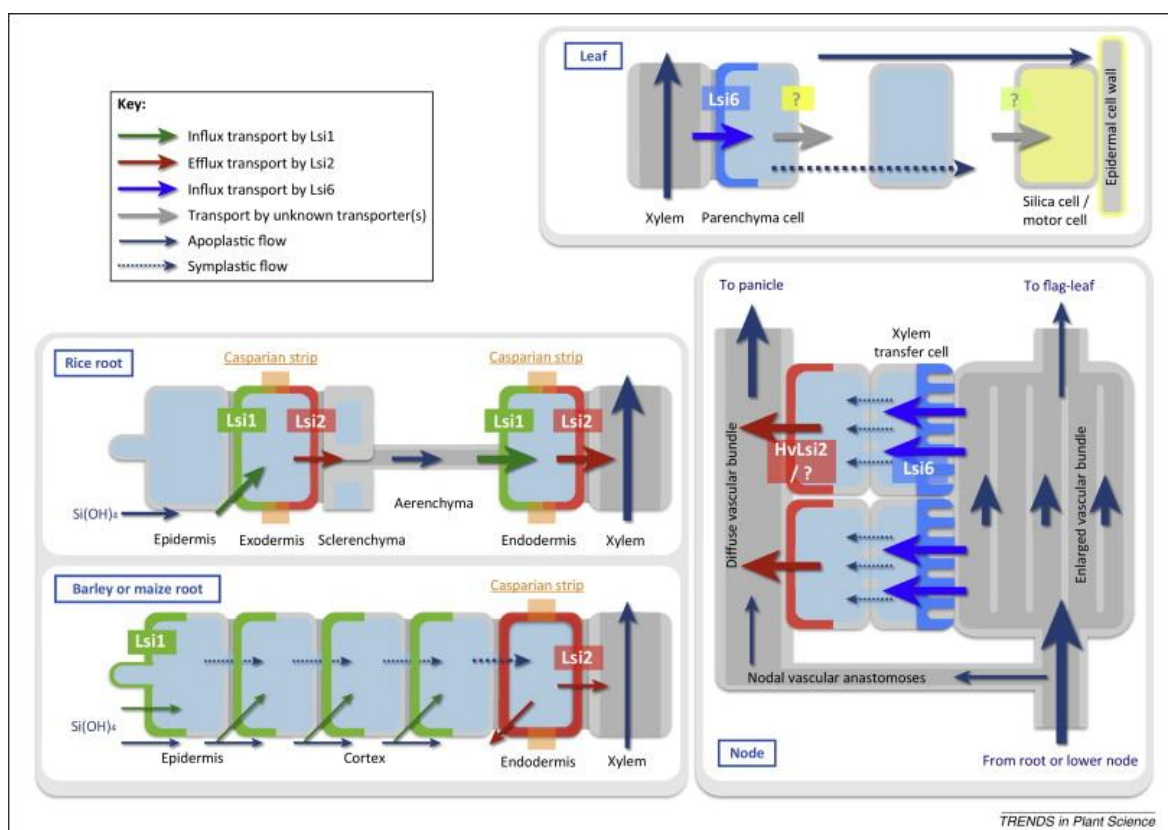 Key:
Influx transport by Lsi1
Efflux transport by Lsi2
Influx transport by Lsi6
Transport by unknown transporter(s)
Apoplastic flow
Symplastic flow
Leaf
Lsi6
?
?
Epidermal cell wall
Xylem
Parenchyma cell
Silica cell /
motor cell
Rice root
Casparian strip
Casparian strip
Lsi1
Lsi2
Lsi1
Lsi2
Aerenchyma
Si(OH)₄
Epidermis
Exodermis
Sclerenchyma
Endodermis
Xylem
Barley or maize root
Casparian strip
Lsi1
Lsi2
Si(OH)₄
Epidermis
Cortex
Endodermis
Xylem
To panicle
To flag-leaf
Xylem
transfer cell
Diffuse vascular bundle
HvLsi2
/ ?
Lsi6
Enlarged vascular bundle
Nodal vascular anastomoses
Node
From root or lower node
TRENDS in Plant Science